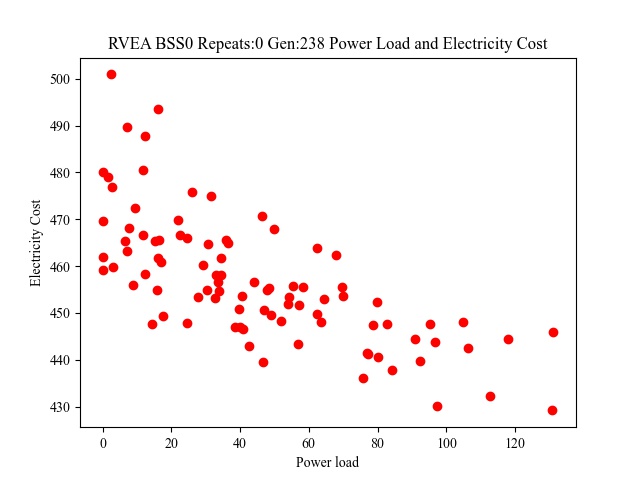 RVEA BSS0 Repeats:0 Gen:238 Power Load and Electricity Cost
500
490
480
470
460
450
440
430
Electricity Cost
0 20 40 60 80 100 120
Power load